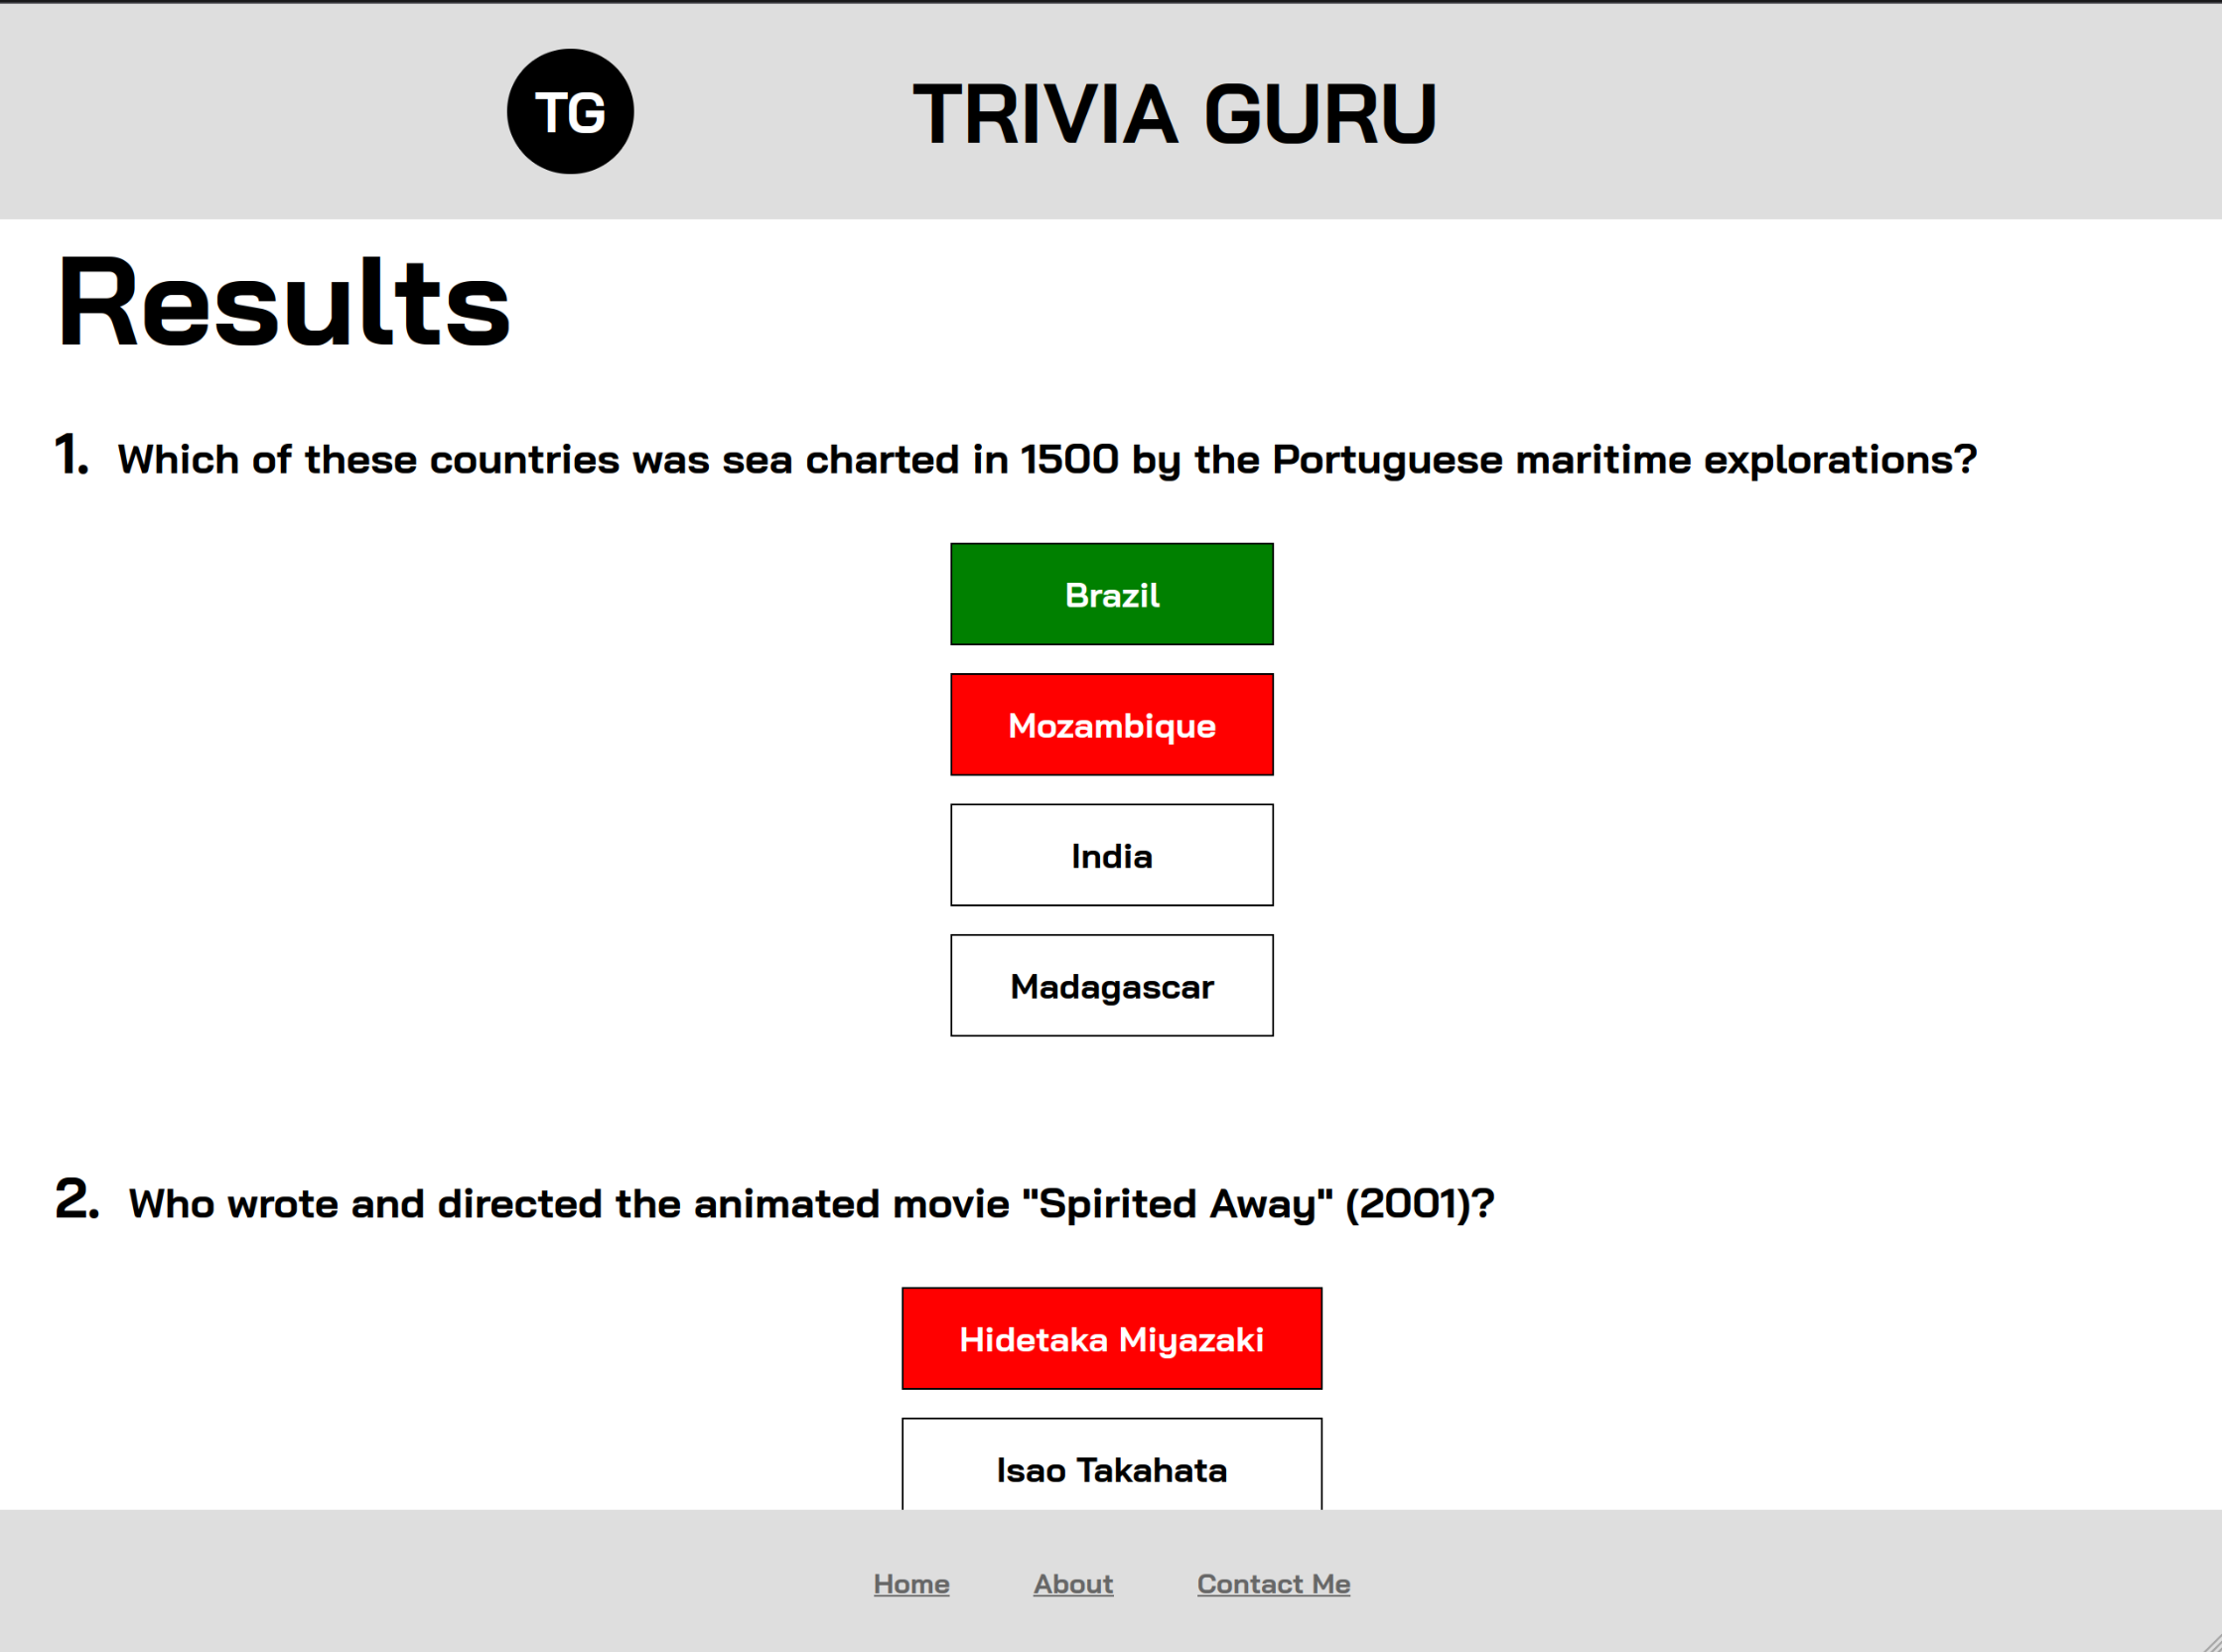 TG
TRIVIA GURU
Results
1. Which of these countries was sea charted in 1500 by the Portuguese maritime explorations?
Brazil
Mozambique
India
Madagascar
2. Who wrote and directed the animated movie "Spirited Away" (2001)?
Hidetaka Miyazaki
Isao Takahata
Home About Contact Me